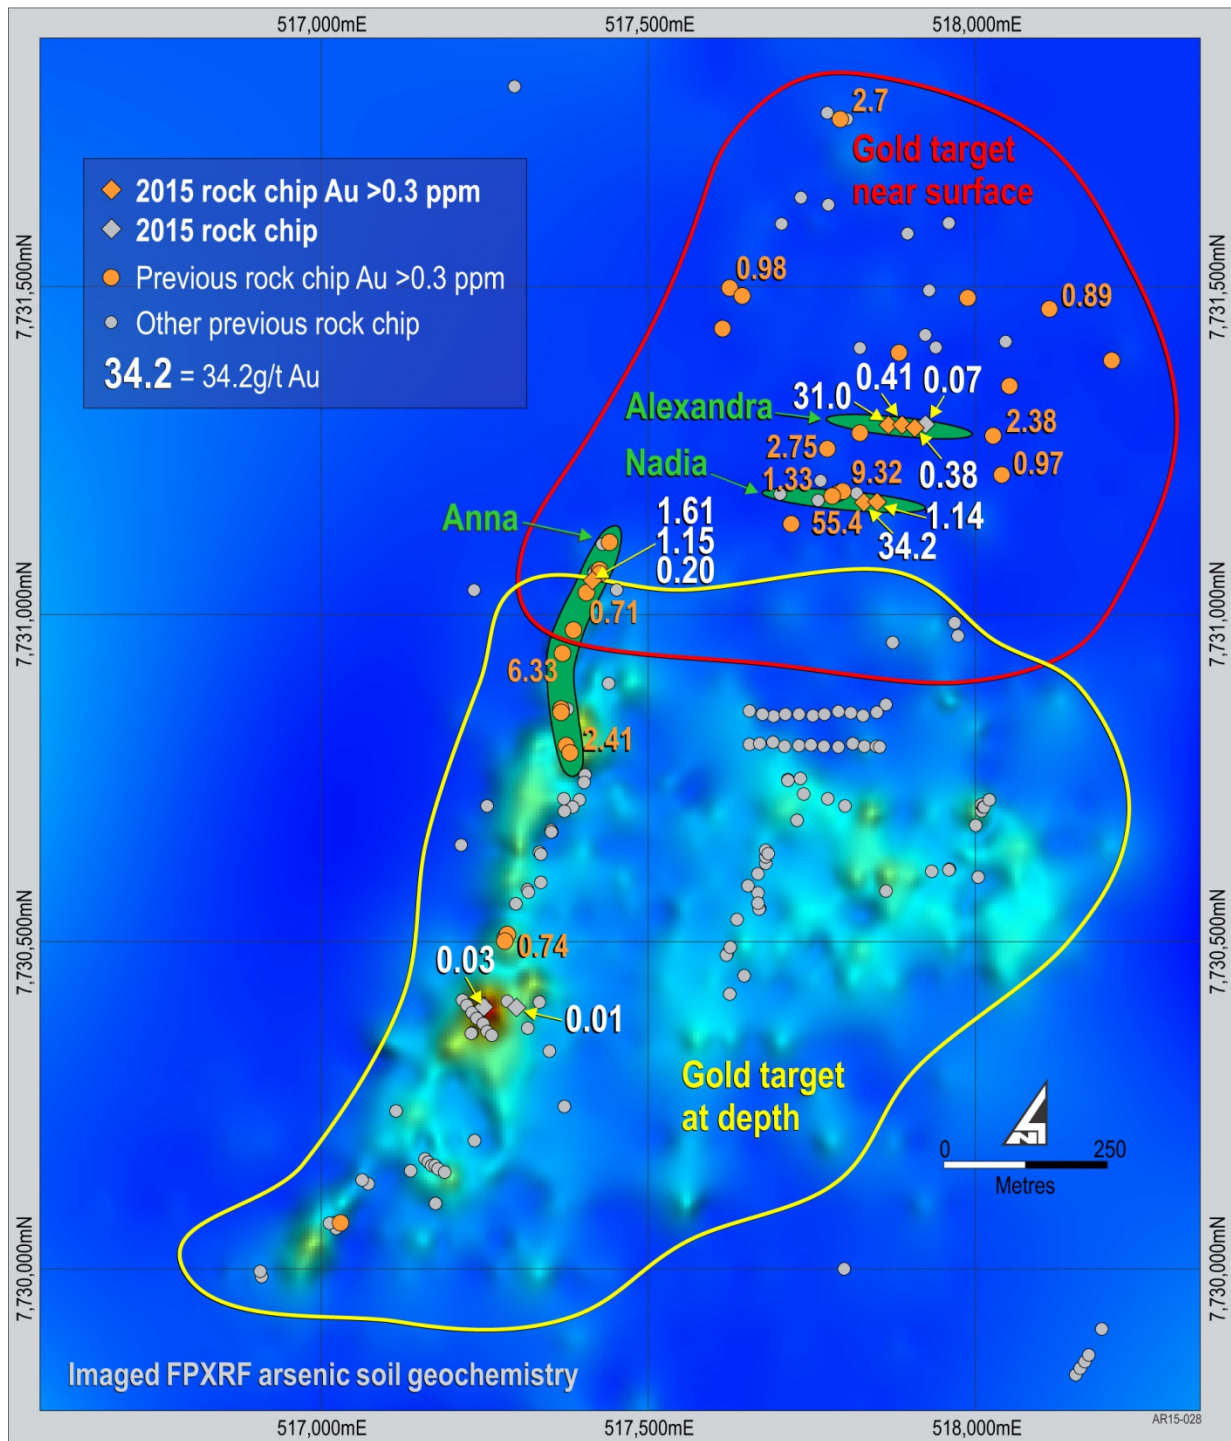 517,000mE
517,500mE
518,000mE
2.7
Gold target
near surface
2015 rock chip Au >0.3 ppm
2015 rock chip
Previous rock chip Au >0.3 ppm
Other previous rock chip
34.2 = 34.2g/t Au
7,731,500mN
7,731,500mN
0.98
0.89
0.41
0.07
31.0
Alexandra
2.38
2.75
0.38
Nadia
1.33
9.32
0.97
55.4
1.14
34.2
Anna
1.61
1.15
0.20
7,731,000mN
7,731,000mN
0.71
6.33
2.41
7,730,500mN
7,730,500mN
0.74
0.03
0.01
Gold target
at depth
N
0
250
Metres
7,730,000mN
7,730,000mN
Imaged FPXRF arsenic soil geochemistry
517,000mE
517,500mE
518,000mE
AR15-028